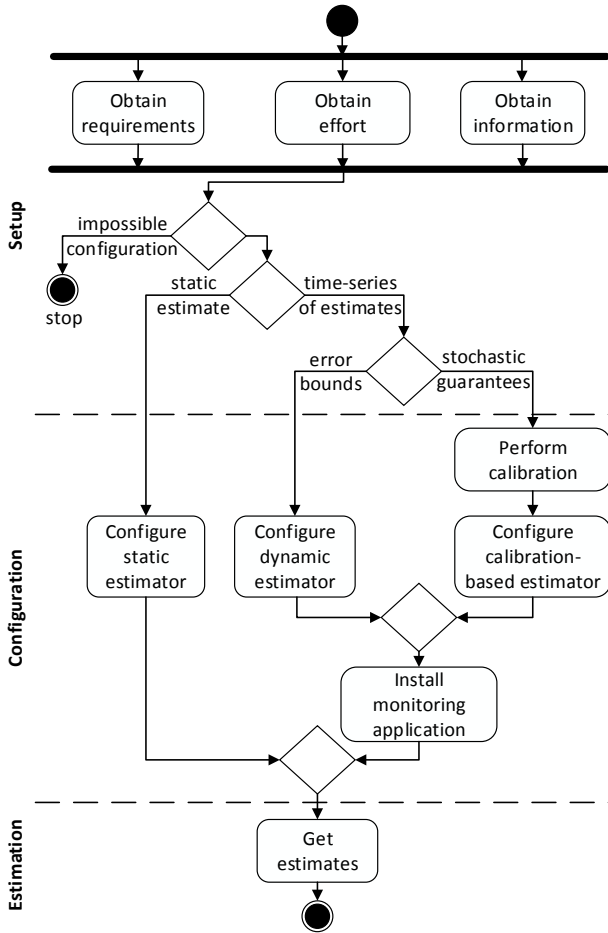 Obtain
requirements
Obtain
effort
Obtain
information
Setup
impossible
configuration
stop
static
estimate
time-series
of estimates
error
bounds
stochastic
guarantees
Configuration
Perform
calibration
Configure
static
estimator
Configure
dynamic
estimator
Configure
calibration-
based estimator
Install
monitoring
application
Estimation
Get
estimates